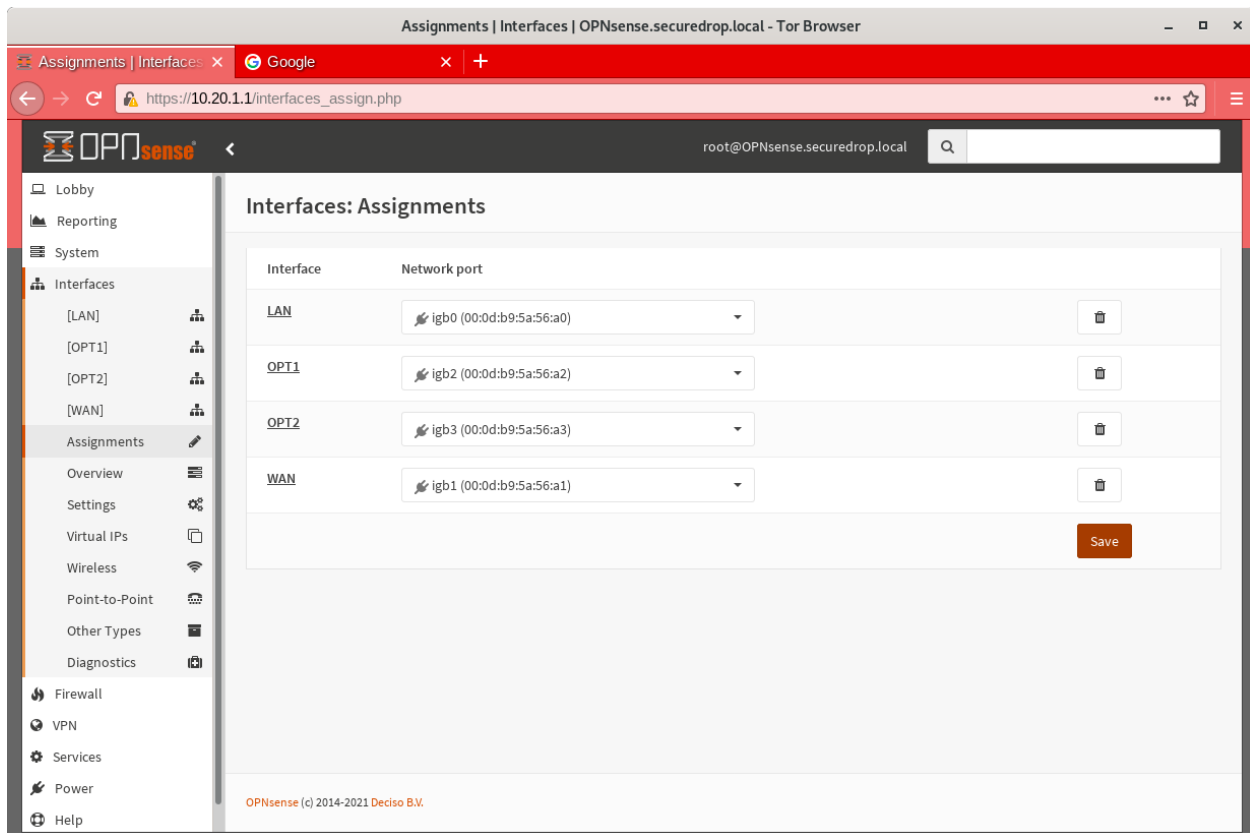 Assignments | Interfaces | OPNsense.securedrop.local - Tor Browser
Assignments | Interfaces
Google
https://10.20.1.1/interfaces_assign.php
OPNsense
root@OPNsense.securedrop.local
Lobby
Reporting
System
Interfaces
[LAN]
[OPT1]
[OPT2]
[WAN]
Assignments
Overview
Settings
Virtual IPs
Wireless
Point-to-Point
Other Types
Diagnostics
Firewall
VPN
Services
Power
Help
Interfaces: Assignments
Interface Network port
LAN igb0 (00:0d:b9:5a:56:a0)
OPT1 igb2 (00:0d:b9:5a:56:a2)
OPT2 igb3 (00:0d:b9:5a:56:a3)
WAN igb1 (00:0d:b9:5a:56:a1)
Save
OPNsense (c) 2014-2021 Deciso B.V.